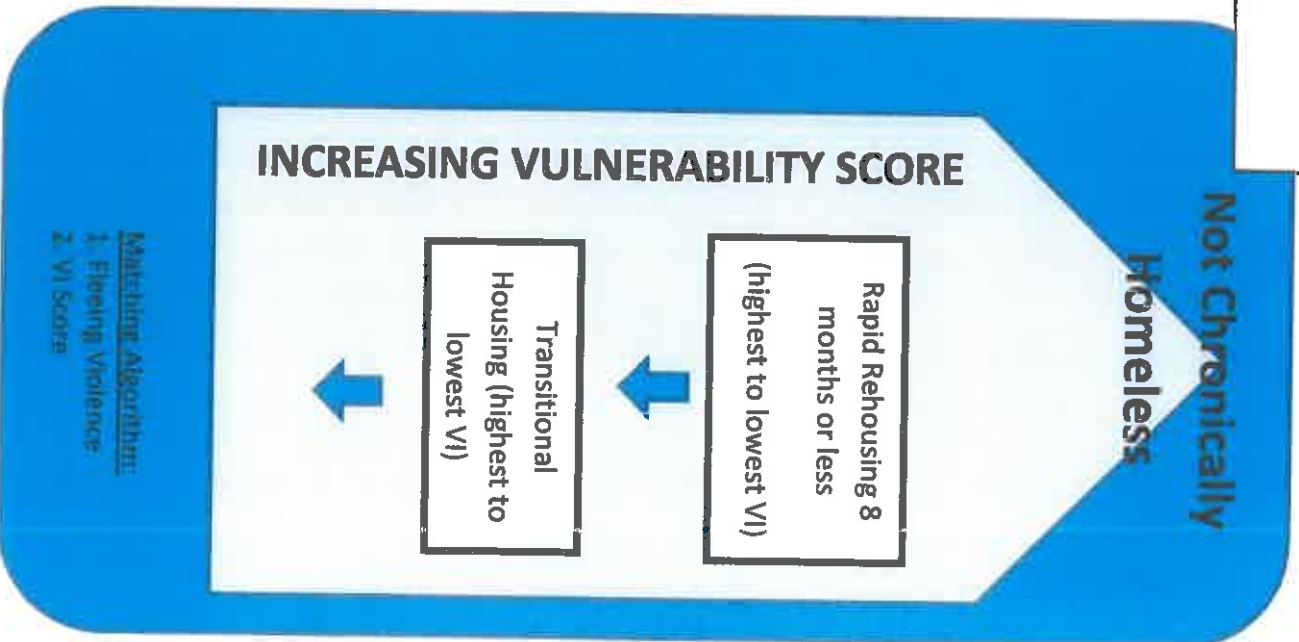 Not Chronically
Homeless
INCREASING VULNERABILITY SCORE
Rapid Rehousing 8
months or less
(highest to lowest VI)
Transitional
Housing (highest to
lowest VI)
Matching Algorithm:
1. Fleeing Violence
2. VI Score